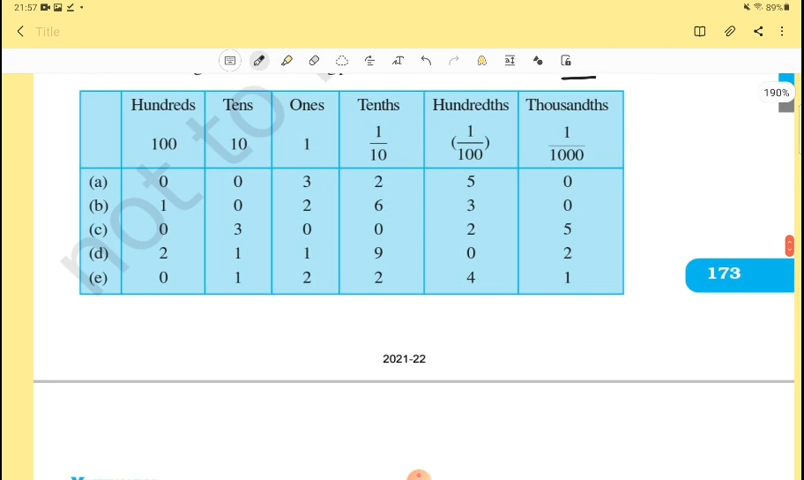 21:57
89%
Title
190%
Hundreds Tens Ones Tenths Hundredths Thousandths
100 10 1 1/10 (1/100) 1/1000
(a) 0 0 3 2 5 0
(b) 1 0 2 6 3 0
(c) 0 3 0 0 2 5
(d) 2 1 1 9 0 2
(e) 0 1 2 2 4 1
not to
173
2021-22